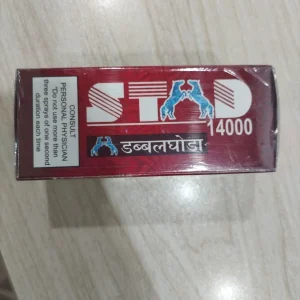 CONSULT
PERSONAL PHYSICIAN
"Do not use more than
three sprays of one second
duration each time
STAD
14000
डब्बलघोडा